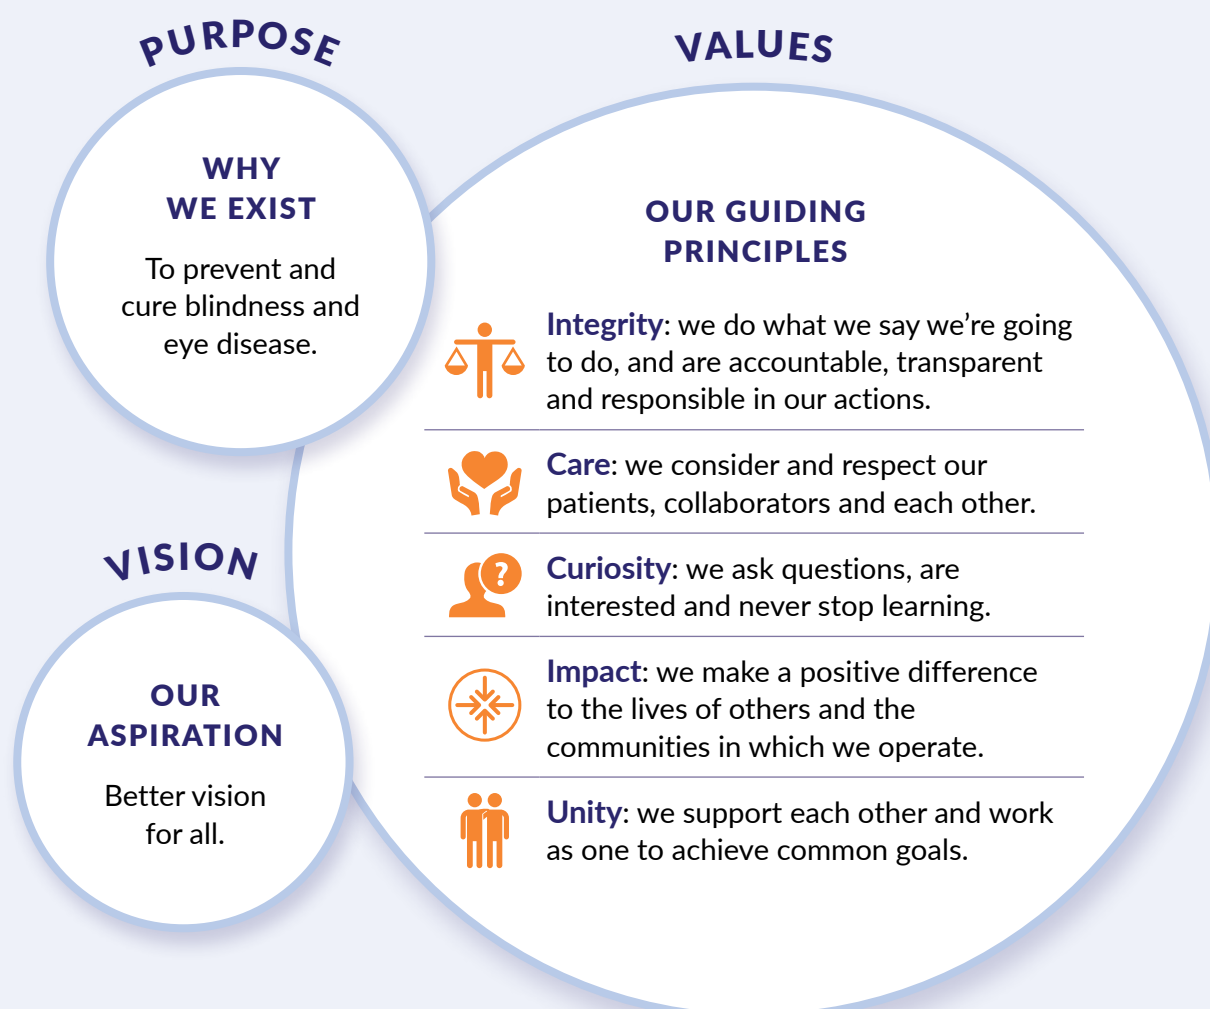 PURPOSE
WHY
WE EXIST
To prevent and
cure blindness and
eye disease.
VISION
OUR
ASPIRATION
Better vision
for all.
VALUES
OUR GUIDING
PRINCIPLES
Integrity: we do what we say we’re going
to do, and are accountable, transparent
and responsible in our actions.
Care: we consider and respect our
patients, collaborators and each other.
?
Curiosity: we ask questions, are
interested and never stop learning.
Impact: we make a positive difference
to the lives of others and the
communities in which we operate.
Unity: we support each other and work
as one to achieve common goals.